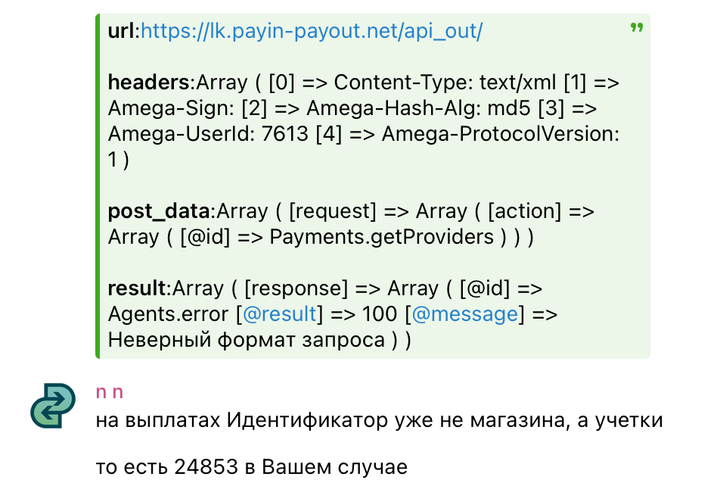 url:https://lk.payin-payout.net/api_out/
headers:Array ( [0] => Content-Type: text/xml [1] =>
Amega-Sign: [2] => Amega-Hash-Alg: md5 [3] =>
Amega-UserId: 7613 [4] => Amega-ProtocolVersion:
1 )
post_data:Array ( [request] => Array ( [action] =>
Array ( [@id] => Payments.getProviders ) ) )
result:Array ( [response] => Array ( [@id] =>
Agents.error [@result] => 100 [@message] =>
Неверный формат запроса ) )
n n
на выплатах Идентификатор уже не магазина, а учетки
то есть 24853 в Вашем случае